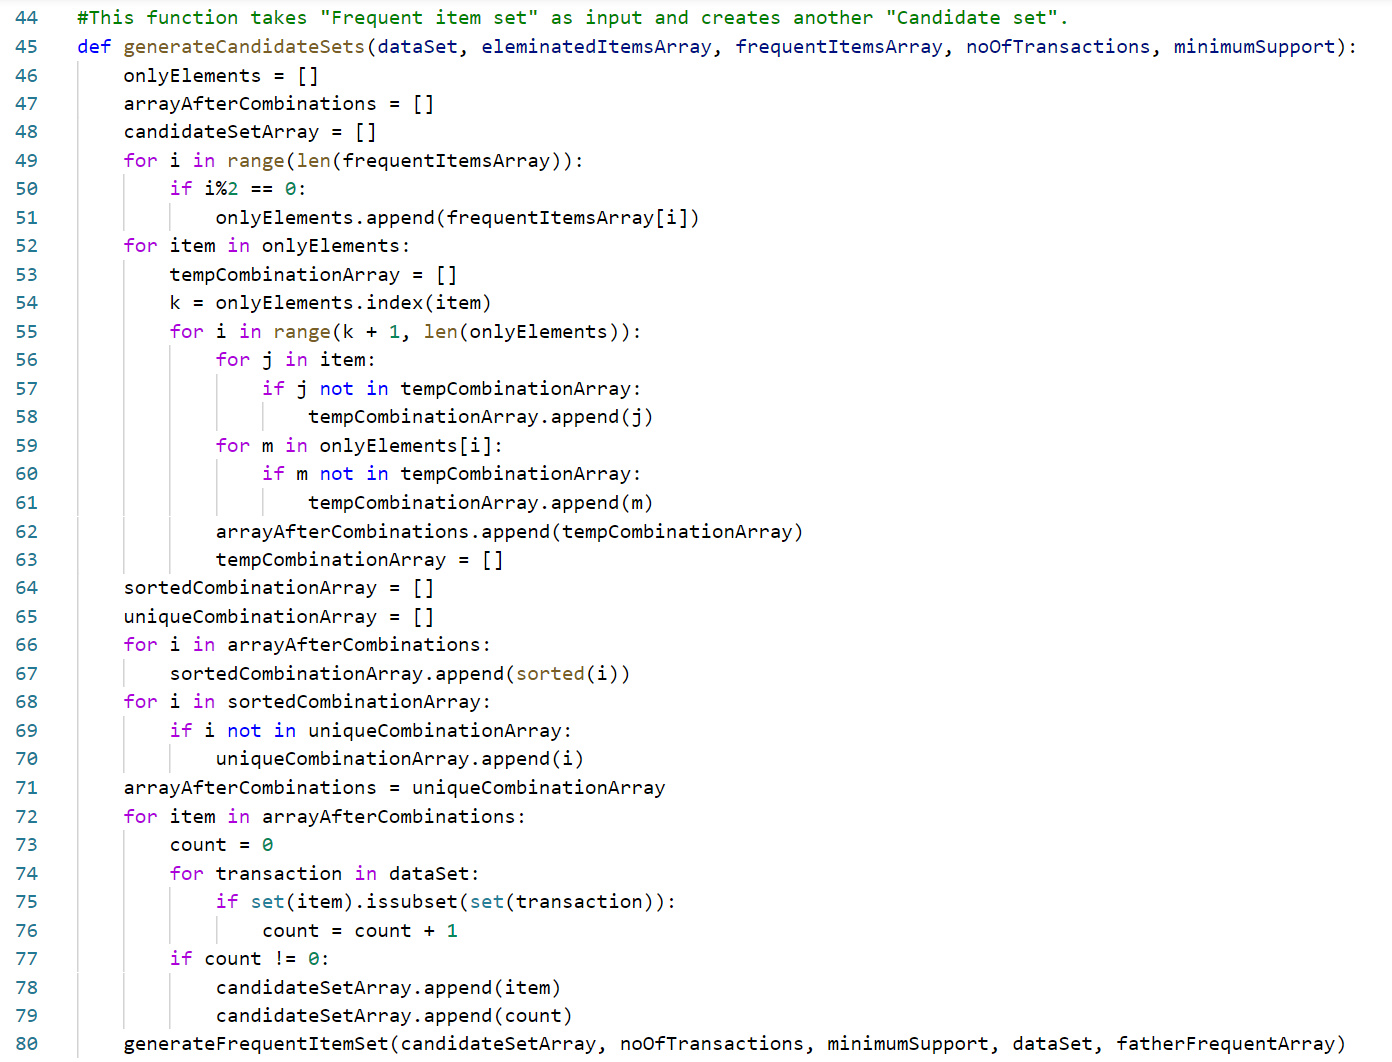 44 #This function takes "Frequent item set" as input and creates another "Candidate set".
45 def generateCandidateSets(dataSet, eleminatedItemsArray, frequentItemsArray, noOfTransactions, minimumSupport):
46     onlyElements = []
47     arrayAfterCombinations = []
48     candidateSetArray = []
49     for i in range(len(frequentItemsArray)):
50         if i%2 == 0:
51             onlyElements.append(frequentItemsArray[i])
52     for item in onlyElements:
53         tempCombinationArray = []
54         k = onlyElements.index(item)
55         for i in range(k + 1, len(onlyElements)):
56             for j in item:
57                 if j not in tempCombinationArray:
58                     tempCombinationArray.append(j)
59             for m in onlyElements[i]:
60                 if m not in tempCombinationArray:
61                     tempCombinationArray.append(m)
62             arrayAfterCombinations.append(tempCombinationArray)
63             tempCombinationArray = []
64     sortedCombinationArray = []
65     uniqueCombinationArray = []
66     for i in arrayAfterCombinations:
67         sortedCombinationArray.append(sorted(i))
68     for i in sortedCombinationArray:
69         if i not in uniqueCombinationArray:
70             uniqueCombinationArray.append(i)
71     arrayAfterCombinations = uniqueCombinationArray
72     for item in arrayAfterCombinations:
73         count = 0
74         for transaction in dataSet:
75             if set(item).issubset(set(transaction)):
76                 count = count + 1
77         if count != 0:
78             candidateSetArray.append(item)
79             candidateSetArray.append(count)
80     generateFrequentItemSet(candidateSetArray, noOfTransactions, minimumSupport, dataSet, fatherFrequentArray)